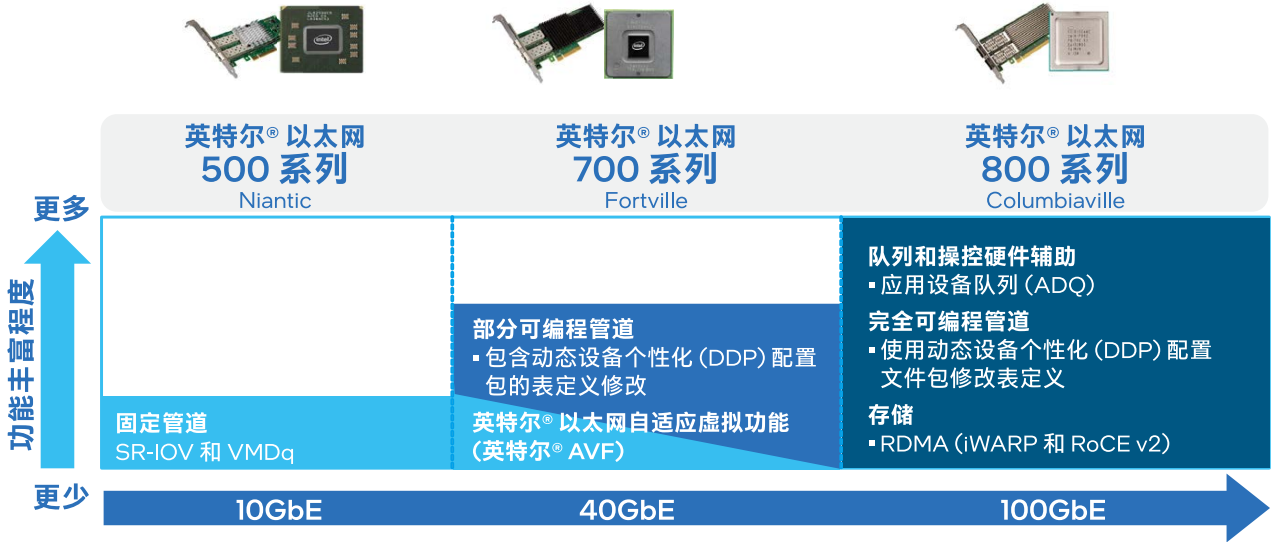 英特尔® 以太网
500 系列
Niantic
英特尔® 以太网
700 系列
Fortville
英特尔® 以太网
800 系列
Columbiaville
更多
功能丰富程度
更少
固定管道
SR-IOV 和 VMDq
部分可编程管道
▪ 包含动态设备个性化 (DDP) 配置
包的表定义修改
英特尔® 以太网自适应虚拟功能
(英特尔® AVF)
队列和操控硬件辅助
▪ 应用设备队列 (ADQ)
完全可编程管道
▪ 使用动态设备个性化 (DDP) 配置
文件包修改表定义
存储
▪ RDMA (iWARP 和 RoCE v2)
10GbE
40GbE
100GbE